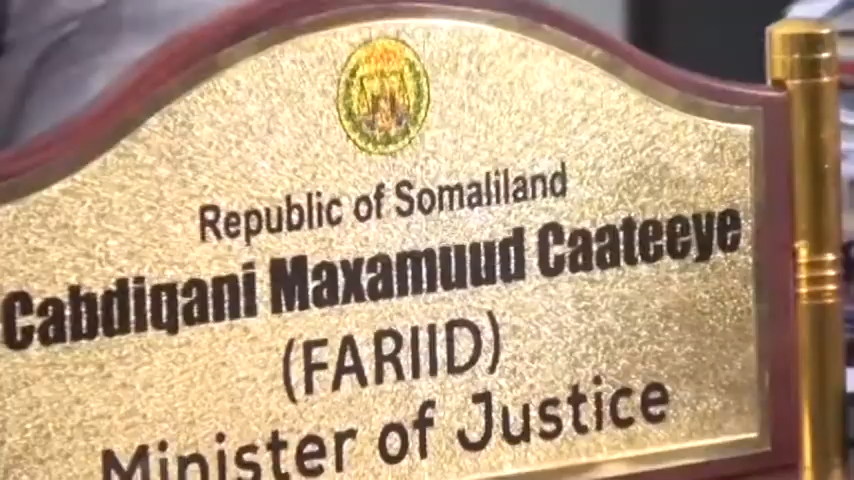 Republic of Somaliland
Cabdiqani Maxamuud Caateeye
(FARIID)
Minister of Justice